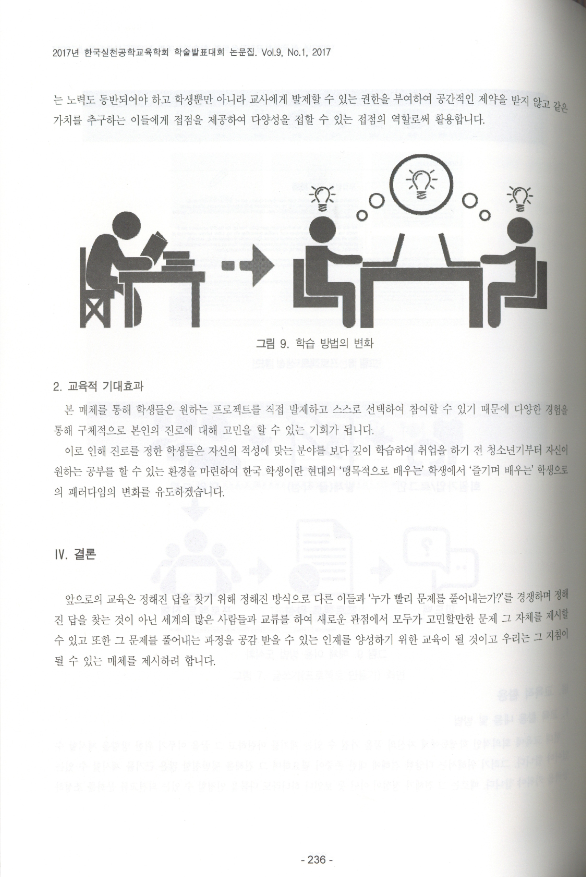 2017년 한국실천공학교육학회 학술발표대회 논문집. Vol.9, No.1, 2017
는 노력도 동반되어야 하고 학생뿐만 아니라 교사에게 발제할 수 있는 권한을 부여하여 공간적인 제약을 받지 않고 같은
가치를 추구하는 이들에게 접점을 제공하여 다양성을 접할 수 있는 접점의 역할로써 활용합니다.
그림 9. 학습 방법의 변화
2. 교육적 기대효과
본 매체를 통해 학생들은 원하는 프로젝트를 직접 발제하고 스스로 선택하여 참여할 수 있기 때문에 다양한 경험을
통해 구체적으로 본인의 진로에 대해 고민을 할 수 있는 기회가 됩니다.
이로 인해 진로를 정한 학생들은 자신의 적성에 맞는 분야를 보다 깊이 학습하여 취업을 하기 전 청소년기부터 자신이
원하는 공부를 할 수 있는 환경을 마련하여 한국 학생이란 현대의 '맹목적으로 배우는' 학생에서 '즐기며 배우는' 학생으로
의 패러다임의 변화를 유도하겠습니다.
IV. 결론
앞으로의 교육은 정해진 답을 찾기 위해 정해진 방식으로 다른 이들과 '누가 빨리 문제를 풀어내는가?'를 경쟁하며 정해
진 답을 찾는 것이 아닌 세계의 많은 사람들과 교류를 하여 새로운 관점에서 모두가 고민할만한 문제 그 자체를 제시할
수 있고 또한 그 문제를 풀어내는 과정을 공감 받을 수 있는 인재를 양성하기 위한 교육이 될 것이고 우리는 그 지침이
될 수 있는 매체를 제시하려 합니다.
- 236 -